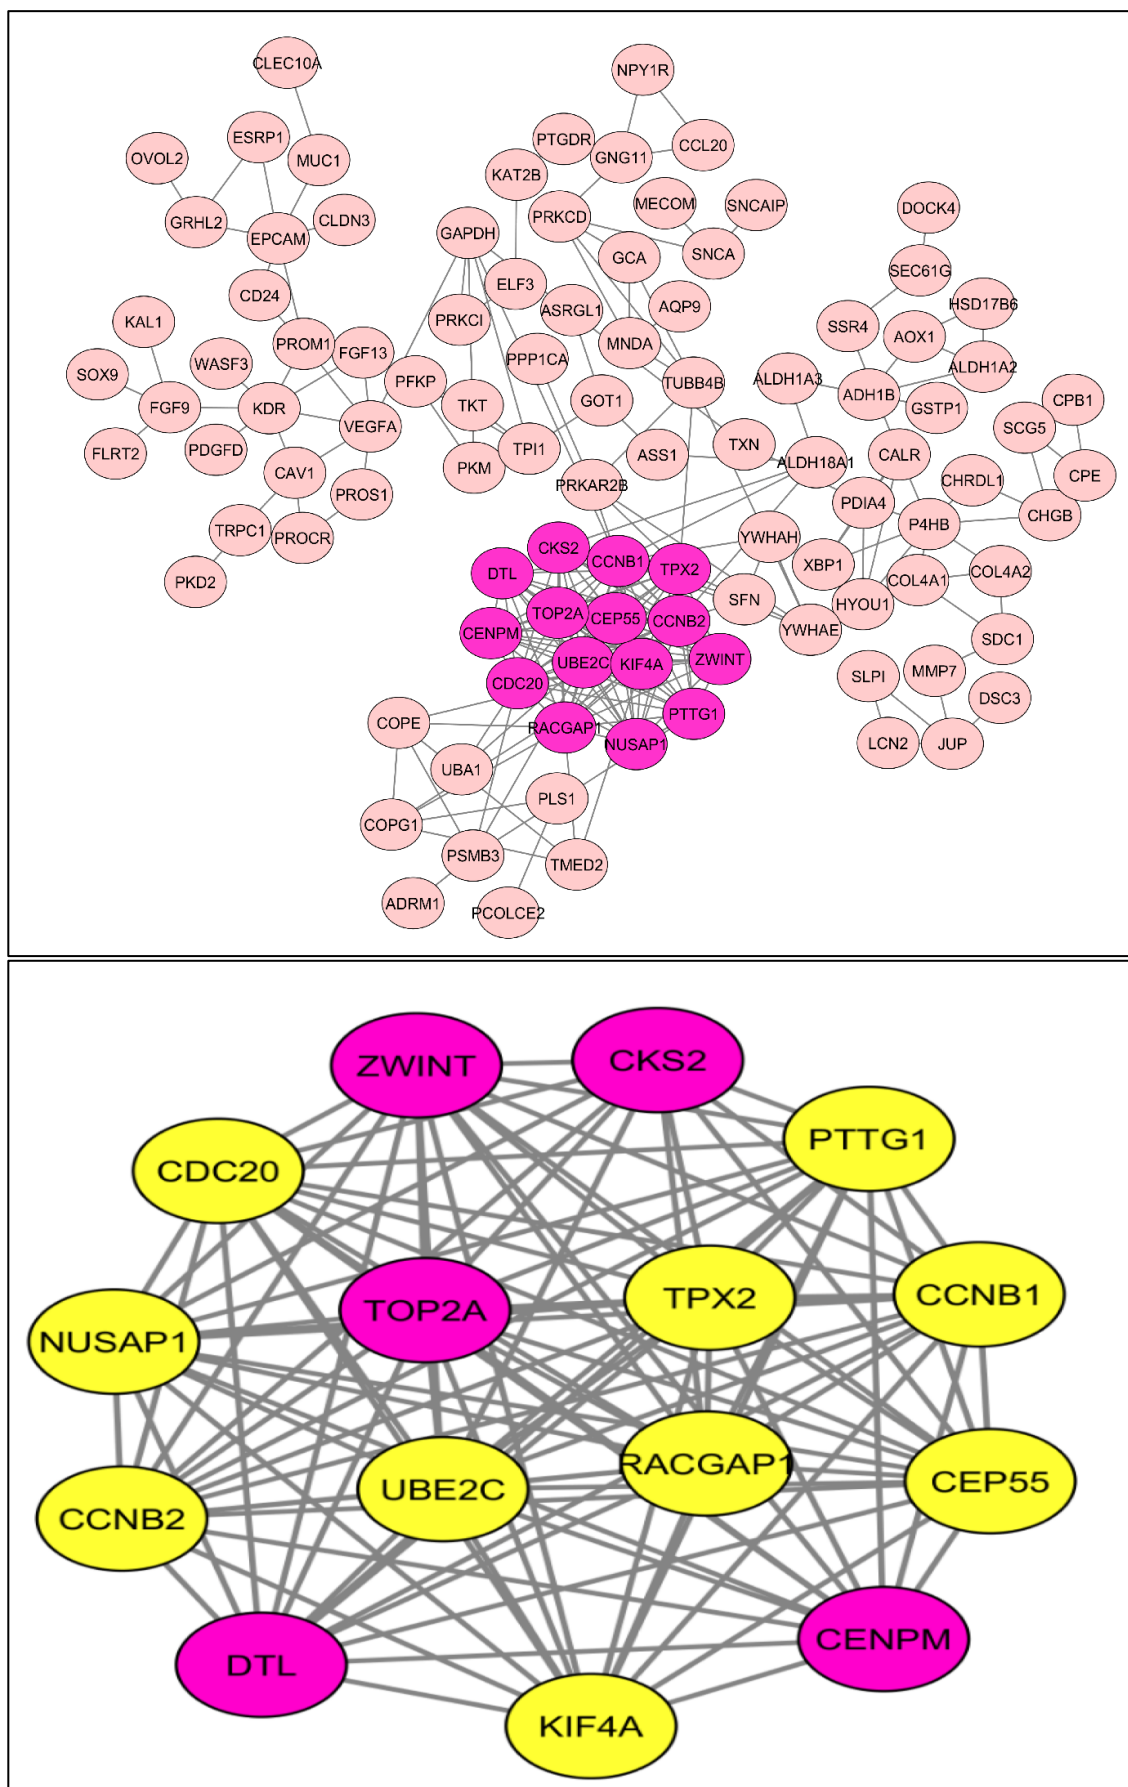 CLEC10A
NPY1R
ESRP1
PTGDR
OVOL2
MUC1
GNG11
CCL20
KAT2B
MECOM
SNCAIP
DOCK4
GRHL2
CLDN3
PRKCD
EPCAM
GAPDH
GCA
SNCA
SEC61G
CD24
ELF3
HSD17B6
KAL1
PRKCI
ASRGL1
AQP9
SSR4
AOX1
PROM1
FGF13
MNDA
SOX9
WASF3
PPP1CA
ALDH1A2
PFKP
TUBB4B
ALDH1A3
ADH1B
CPB1
FGF9
KDR
TKT
GOT1
GSTP1
SCG5
VEGFA
FLRT2
PDGFD
TPI1
ASS1
TXN
CALR
CAV1
PKM
ALDH18A1
CPE
PROS1
PRKAR2B
CHRDL1
PDIA4
CHGB
TRPC1
PROCR
P4HB
YWHAH
PKD2
CKS2
CCNB1
TPX2
XBP1
COL4A1
COL4A2
DTL
TOP2A
CEP55
CCNB2
SFN
HYOU1
CENPM
YWHAE
SDC1
UBE2C
KIF4A
ZWINT
CDC20
SLPI
MMP7
DSC3
COPE
RACGAP1
PTTG1
NUSAP1
LCN2
JUP
UBA1
PLS1
COPG1
PSMB3
TMED2
ADRM1
PCOLCE2
ZWINT
CKS2
PTTG1
CDC20
TPX2
CCNB1
TOP2A
NUSAP1
RACGAP1
UBE2C
CEP55
CCNB2
CENPM
DTL
KIF4A